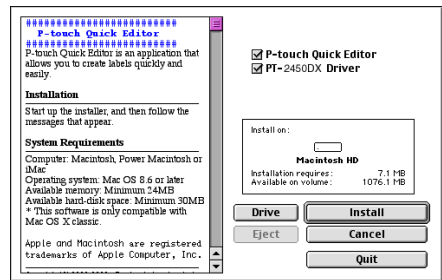 ########################
P-touch Quick Editor
########################
P-touch Quick Editor is an application that
allows you to create labels quickly and
easily.
Installation
Start up the installer, and then follow the
messages that appear.
System Requirements
Computer: Macintosh, Power Macintosh or
iMac
Operating system: Mac OS 8.6 or later
Available memory: Minimum 24MB
Available hard-disk space: Minimum 30MB
* This software is only compatible with
Mac OS X classic.
Apple and Macintosh are registered
trademarks of Apple Computer, Inc.
P-touch Quick Editor
PT-2450DX Driver
Install on:
Macintosh HD
Installation requires: 7.1 MB
Available on volume: 1076.1 MB
Drive
Install
Eject
Cancel
Quit